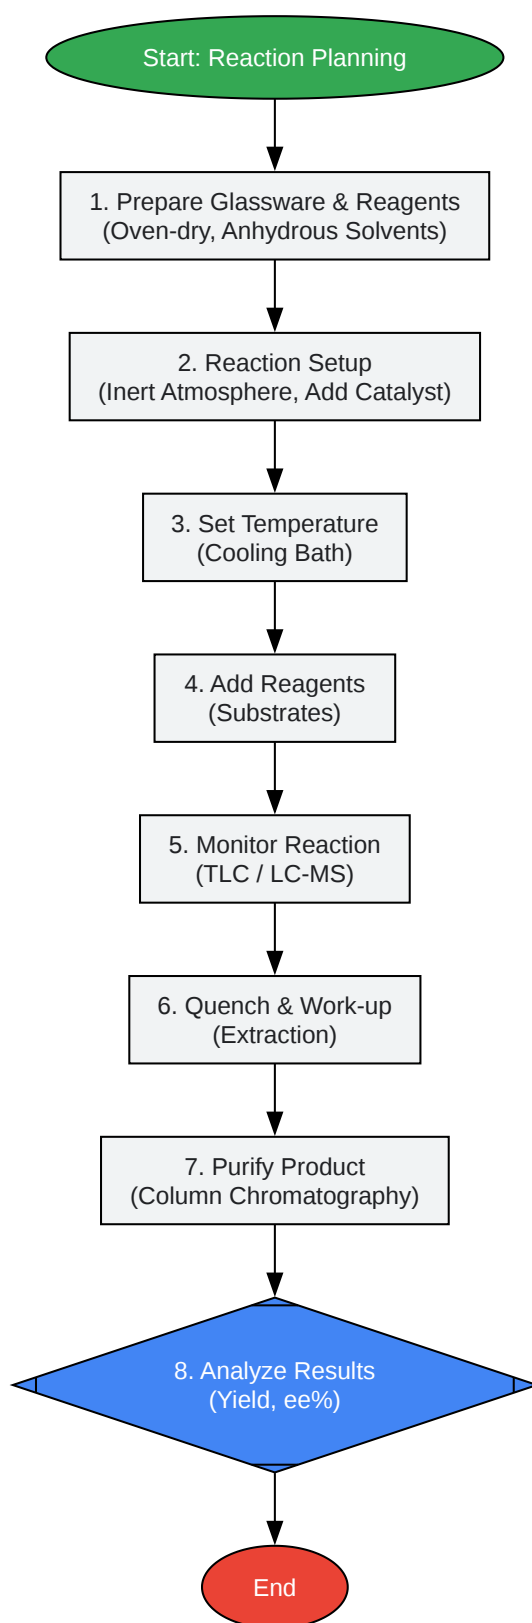 Start: Reaction Planning
1. Prepare Glassware & Reagents
(Oven-dry, Anhydrous Solvents)
2. Reaction Setup
(Inert Atmosphere, Add Catalyst)
3. Set Temperature
(Cooling Bath)
4. Add Reagents
(Substrates)
5. Monitor Reaction
(TLC / LC-MS)
6. Quench & Work-up
(Extraction)
7. Purify Product
(Column Chromatography)
8. Analyze Results
(Yield, ee%)
End